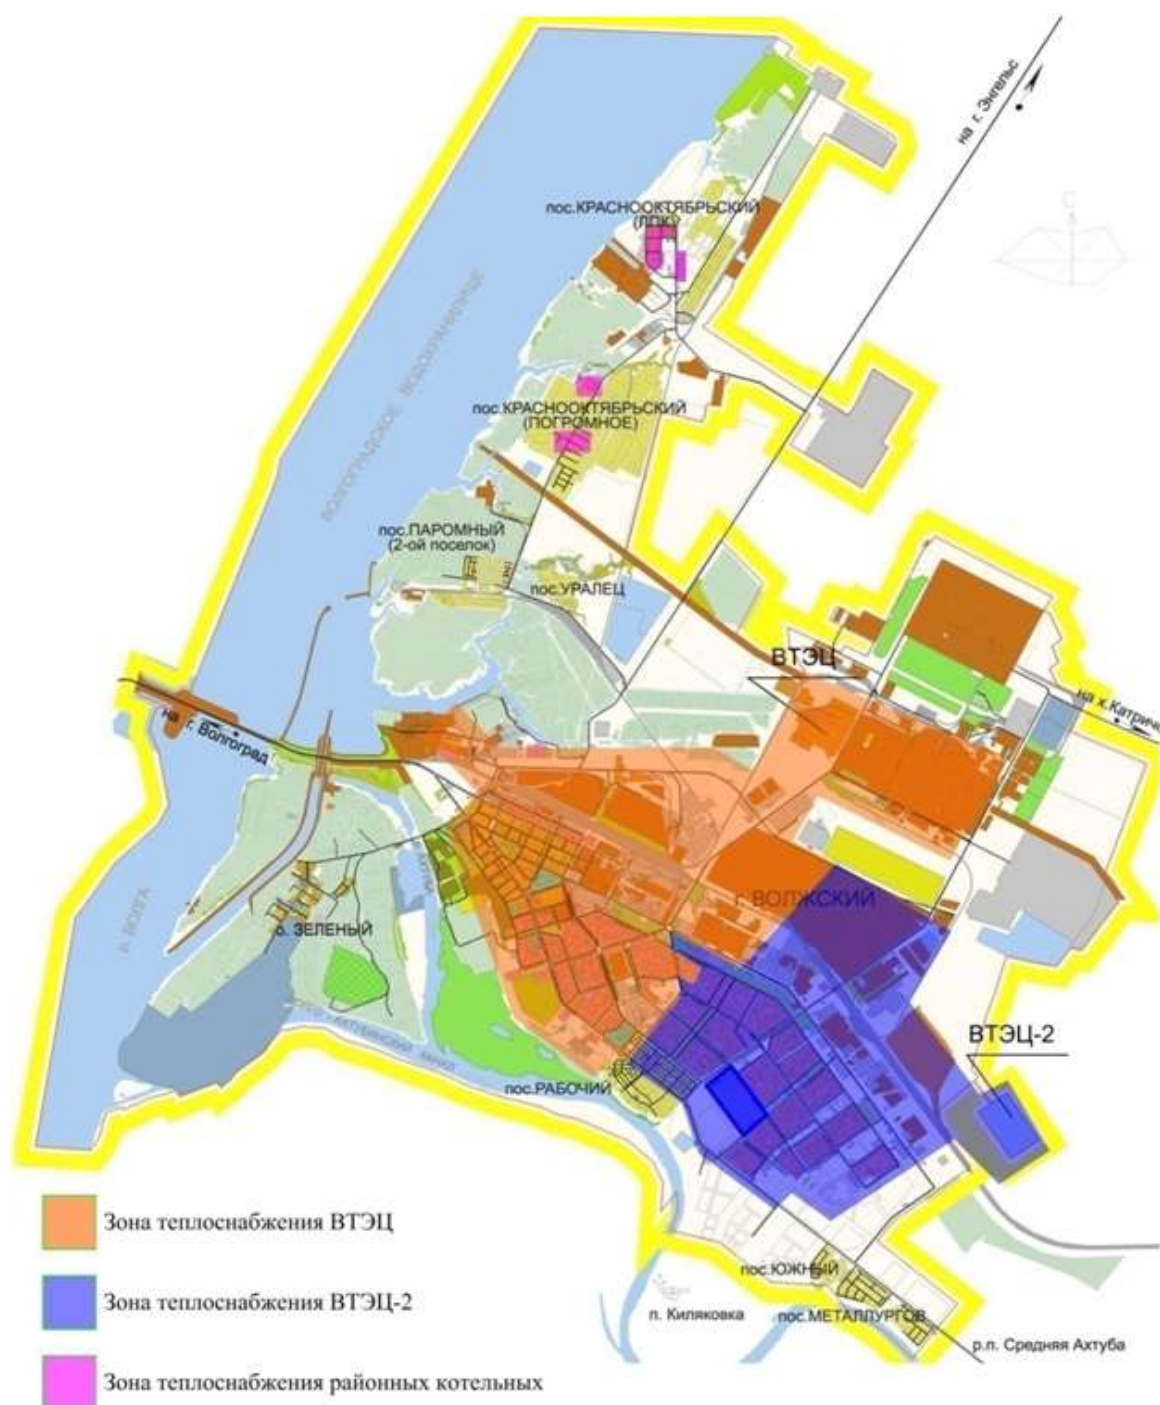 на г. Энгельс
С
пос.КРАСНООКТЯБРЬСКИЙ
(ЛПК)
ВОЛГОГРАДСКОЕ ВОДОХРАНИЛИЩЕ
пос.КРАСНООКТЯБРЬСКИЙ
(ПОГРОМНОЕ)
пос.ПАРОМНЫЙ
(2-ой поселок)
пос.УРАЛЕЦ
ВТЭЦ
на х.Катричев
на г. Волгоград
г. ВОЛЖСКИЙ
р. ВОЛГА
о. ЗЕЛЕНЫЙ
ВТЭЦ-2
пос.РАБОЧИЙ
пос.ЮЖНЫЙ
п. Киляковка
пос.МЕТАЛЛУРГОВ
р.п. Средняя Ахтуба
Зона теплоснабжения ВТЭЦ
Зона теплоснабжения ВТЭЦ-2
Зона теплоснабжения районных котельных